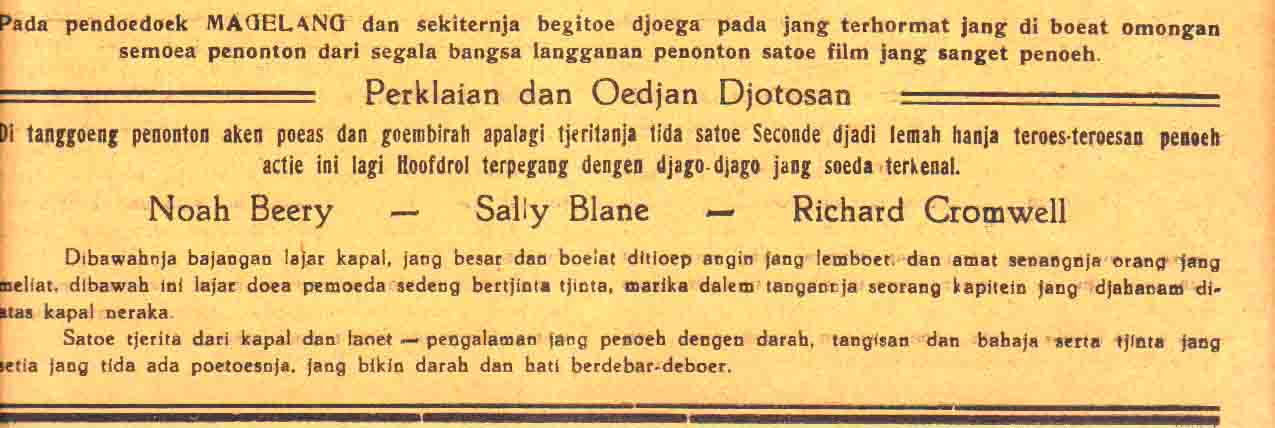 Pada pendoedoek MAGELANG dan sekiternja begitoe djoega pada jang terhormat jang di boeat omongan
semoea penonton dari segala bangsa langganan penonton satoe film jang sanget penoeh.
Perklaian dan Oedjan Djotosan
Di tanggoeng penonton aken poeas dan goembirah apalagi tjeritanja tida satoe Seconde djadi lemah hanja teroes-teroesan penoeh
actie ini lagi Hoofdrol terpegang dengen djago-djago jang soeda terkenal.
Noah Beery — Sally Blane — Richard Cromwell
Dibawahnja bajangan lajar kapal, jang besar dan boelat ditioep angin jang lemboet, dan amat senangnja orang jang
meliat, dibawah ini lajar doea pemoeda sedeng bertjinta tjinta, marika dalem tangannja seorang kapitein jang djahanam di-
atas kapal neraka.
Satoe tjerita dari kapal dan laoet — pengalaman jang penoeh dengen darah, tangisan dan bahaja serta tjinta jang
setia jang tida ada poetoesnja, jang bikin darah dan hati berdebar-deboer.